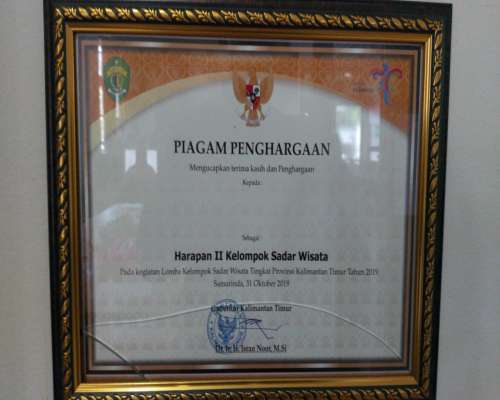 PIAGAM PENGHARGAAN
Mengucapkan terima kasih dan Penghargaan
Kepada :
Sebagai
Harapan II Kelompok Sadar Wisata
Pada kegiatan Lomba Kelompok Sadar Wisata Tingkat Provinsi Kalimantan Timur Tahun 2019
Samarinda, 31 Oktober 2019
Gubernur Kalimantan Timur
Dr. Ir. H. Isran Noor, M.Si